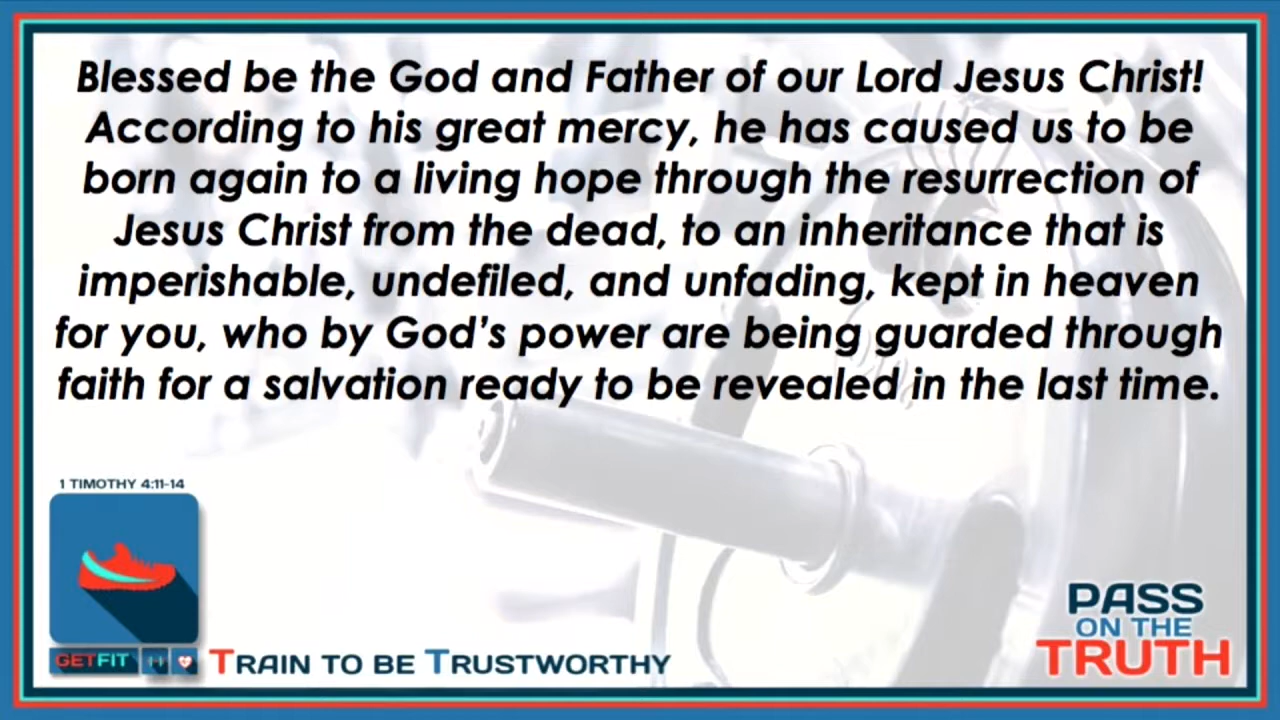 Blessed be the God and Father of our Lord Jesus Christ!
According to his great mercy, he has caused us to be
born again to a living hope through the resurrection of
Jesus Christ from the dead, to an inheritance that is
imperishable, undefiled, and unfading, kept in heaven
for you, who by God’s power are being guarded through
faith for a salvation ready to be revealed in the last time.
1 TIMOTHY 4:11-14
GETFIT
TRAIN TO BE TRUSTWORTHY
PASS
ON THE
TRUTH